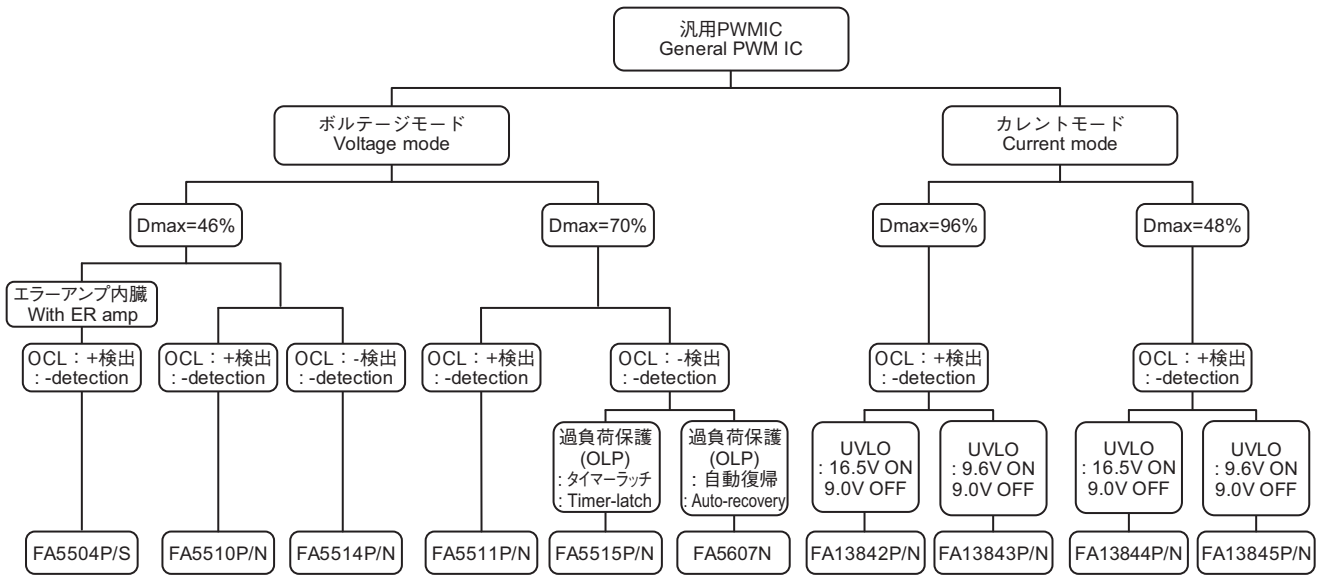 汎用PWMIC
General PWM IC
ボルテージモード
Voltage mode
カレントモード
Current mode
Dmax=46%
Dmax=70%
Dmax=96%
Dmax=48%
エラーアンプ内臓
With ER amp
OCL：+検出
: -detection
OCL：+検出
: -detection
OCL：-検出
: -detection
OCL：+検出
: -detection
OCL：-検出
: -detection
OCL：+検出
: -detection
OCL：+検出
: -detection
過負荷保護
(OLP)
: タイマーラッチ
: Timer-latch
過負荷保護
(OLP)
: 自動復帰
: Auto-recovery
UVLO
: 16.5V ON
9.0V OFF
UVLO
: 9.6V ON
9.0V OFF
UVLO
: 16.5V ON
9.0V OFF
UVLO
: 9.6V ON
9.0V OFF
FA5504P/S
FA5510P/N
FA5514P/N
FA5511P/N
FA5515P/N
FA5607N
FA13842P/N
FA13843P/N
FA13844P/N
FA13845P/N